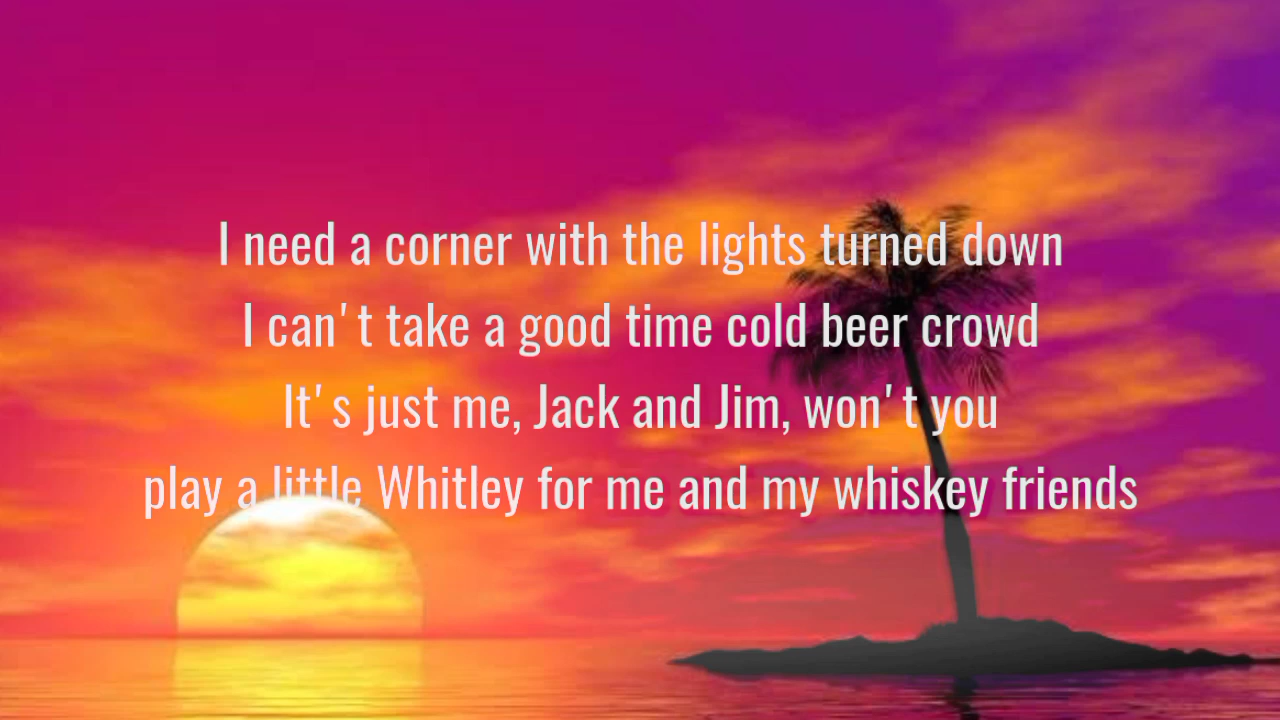 I need a corner with the lights turned down
I can't take a good time cold beer crowd
It's just me, Jack and Jim, won't you
play a little Whitley for me and my whiskey friends